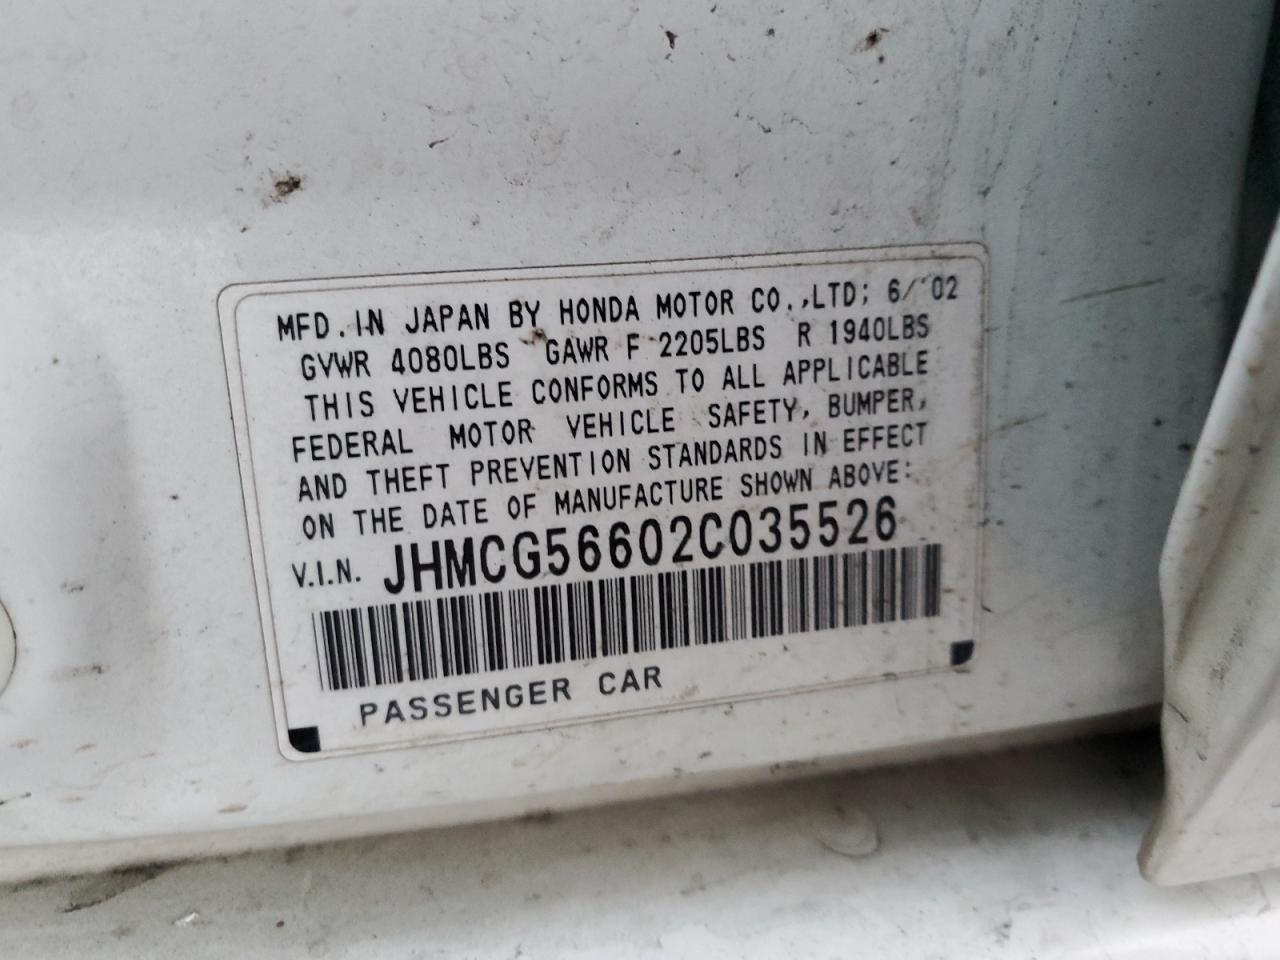 MFD. IN JAPAN BY HONDA MOTOR CO.,LTD; 6/'02
GVWR 4080LBS GAWR F 2205LBS R 1940LBS
THIS VEHICLE CONFORMS TO ALL APPLICABLE
FEDERAL MOTOR VEHICLE SAFETY, BUMPER,
AND THEFT PREVENTION STANDARDS IN EFFECT
ON THE DATE OF MANUFACTURE SHOWN ABOVE:
V.I.N. JHMCG56602C035526
PASSENGER CAR